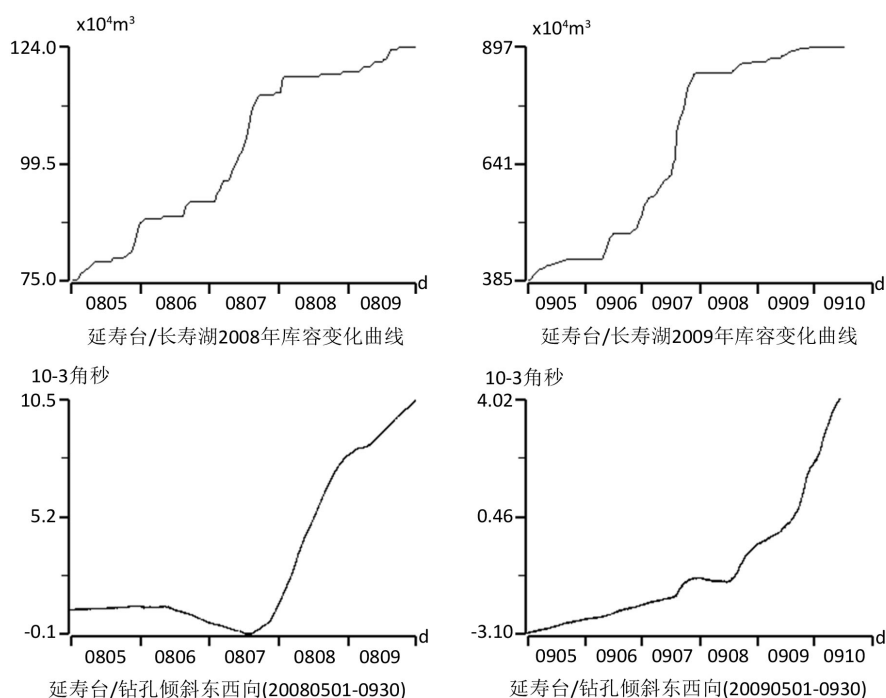 x10⁴m³
124.0
99.5
75.0
d
0805 0806 0807 0808 0809
延寿台/长寿湖2008年库容变化曲线
x10⁴m³
897
641
385
d
0905 0906 0907 0908 0909 0910
延寿台/长寿湖2009年库容变化曲线
10-3角秒
10.5
5.2
-0.1
d
0805 0806 0807 0808 0809
延寿台/钻孔倾斜东西向(20080501-0930)
10-3角秒
4.02
0.46
-3.10
d
0905 0906 0907 0908 0909 0910
延寿台/钻孔倾斜东西向(20090501-0930)